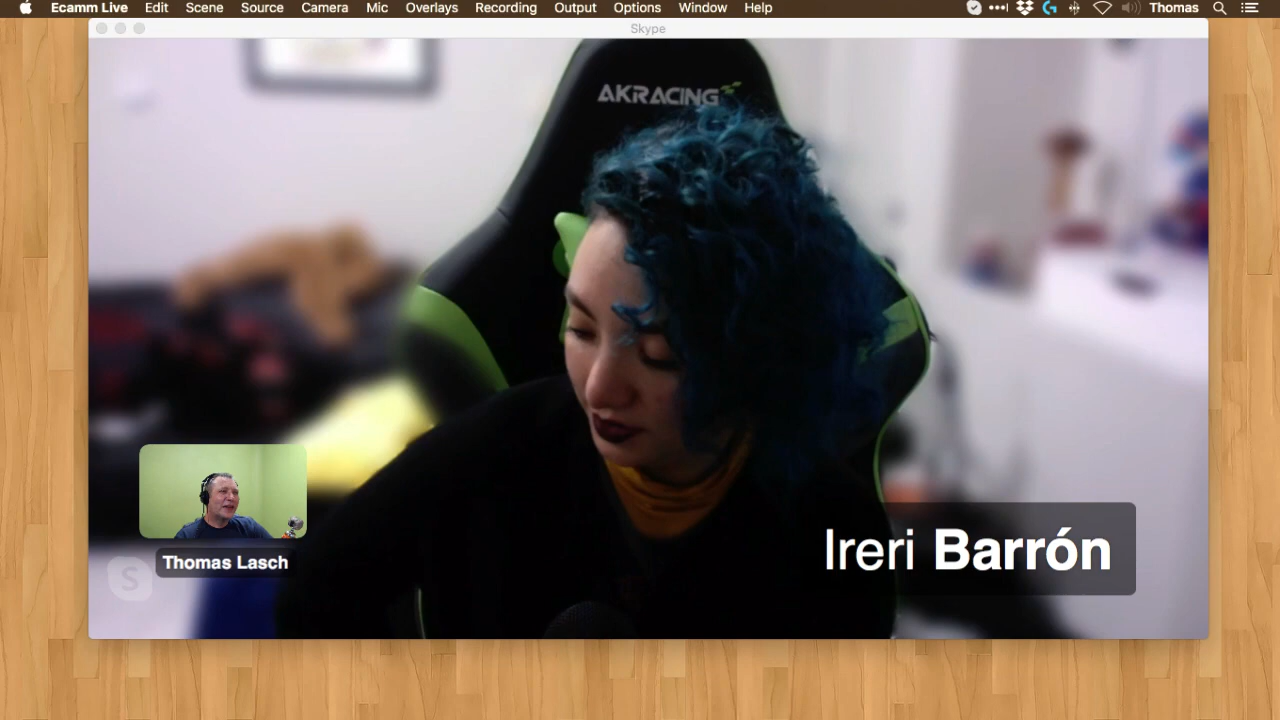 Ecamm Live Edit Scene Source Camera Mic Overlays Recording Output Options Window Help Thomas
Skype
AKRACING
Thomas Lasch
S
Ireri Barrón